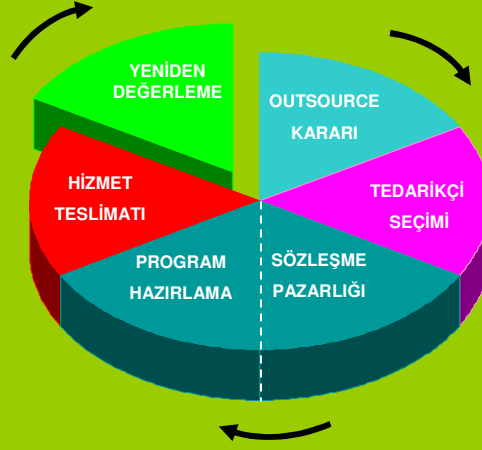 YENİDEN
DEĞERLEME
OUTSOURCE
KARARI
TEDARİKÇİ
SEÇİMİ
SÖZLEŞME
PAZARLIĞI
PROGRAM
HAZIRLAMA
HİZMET
TESLİMATI